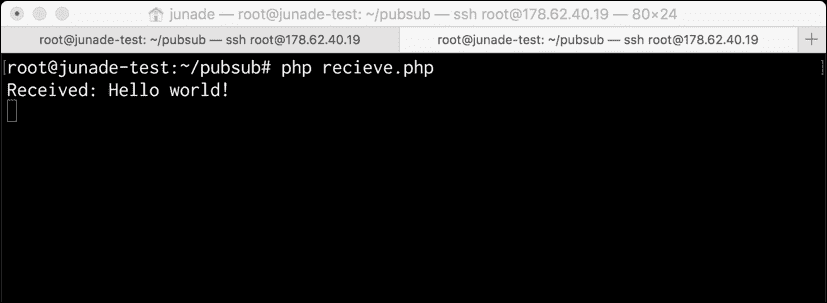 junade — root@junade-test: ~/pubsub — ssh root@178.62.40.19 — 80×24
root@junade-test: ~/pubsub — ssh root@178.62.40.19
root@junade-test: ~/pubsub — ssh root@178.62.40.19
root@junade-test:~/pubsub# php recieve.php
Received: Hello world!